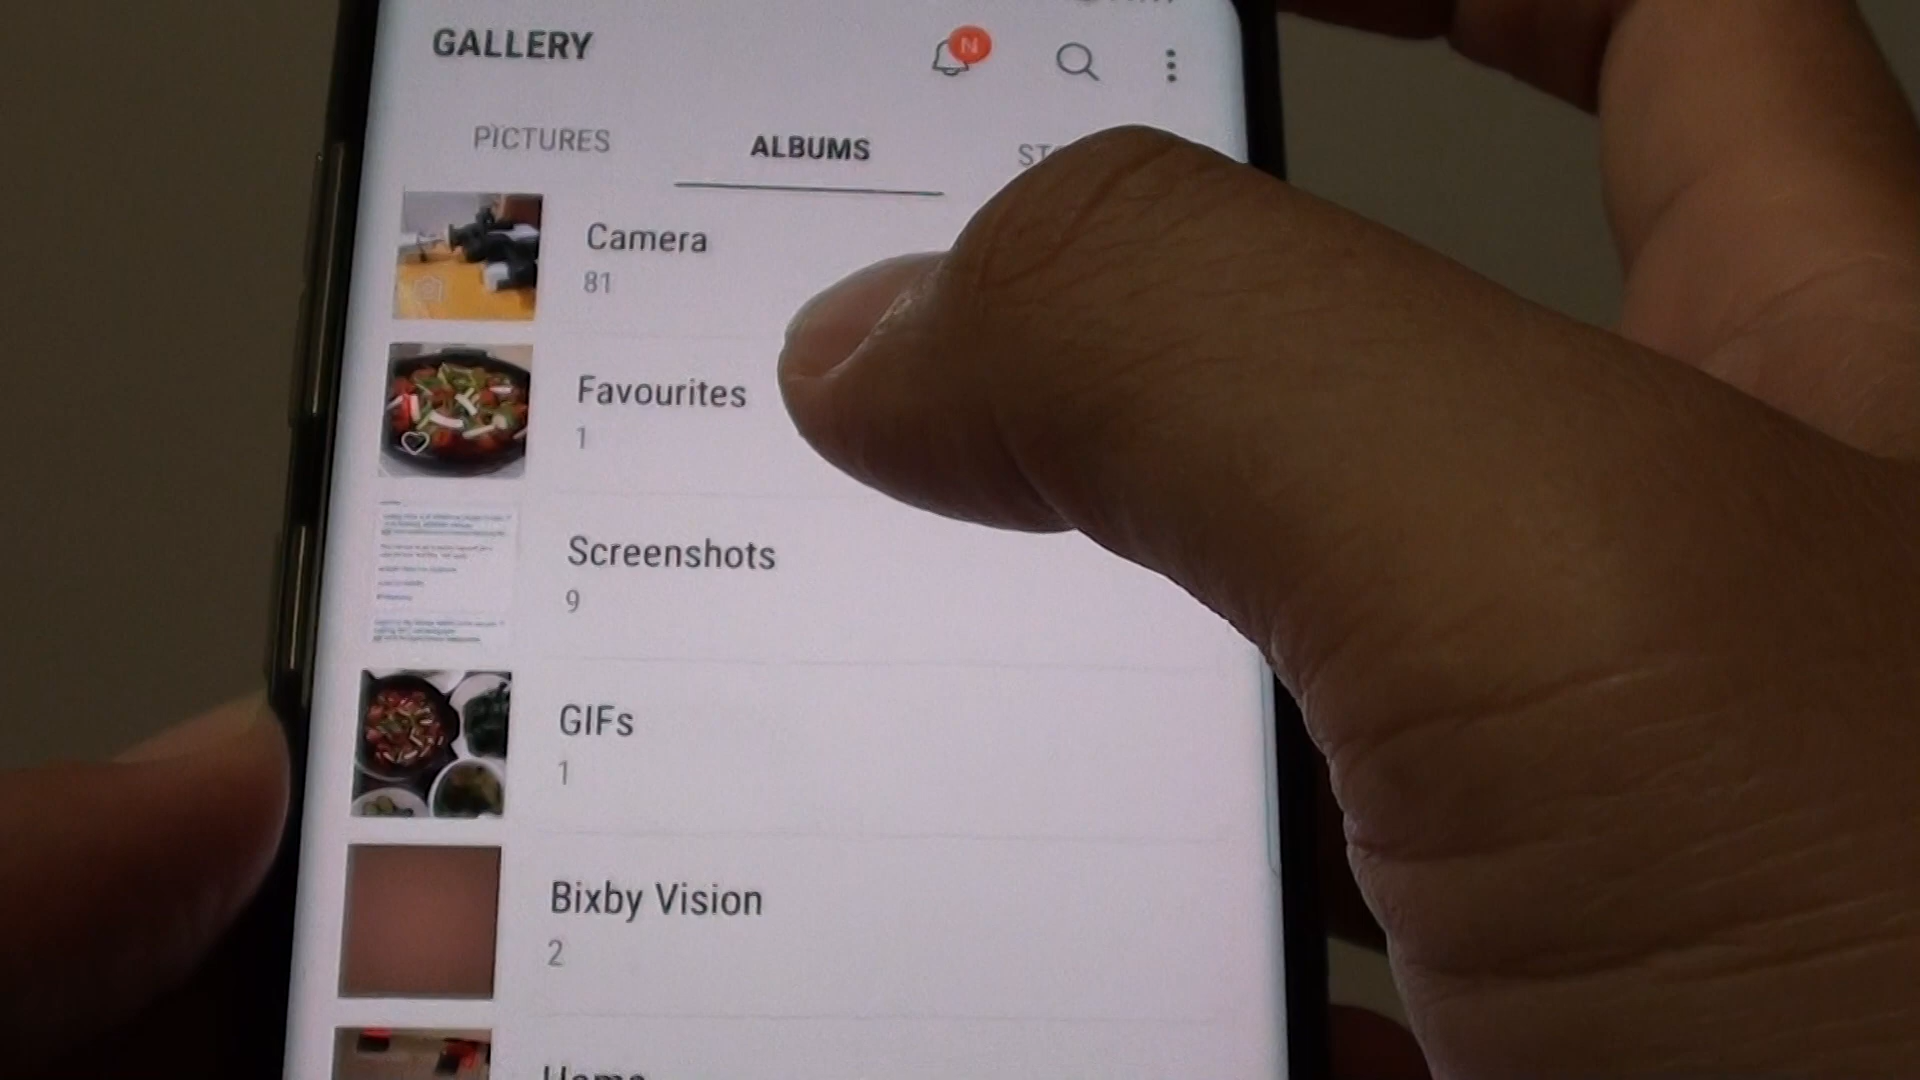 GALLERY
N
PICTURES
ALBUMS
Camera
81
Favourites
1
Screenshots
9
GIFs
1
Bixby Vision
2